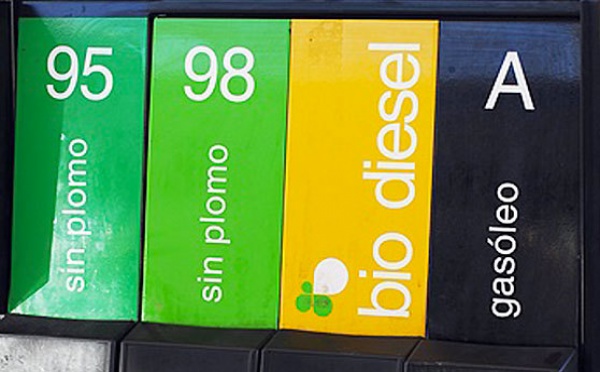 95
sin plomo
98
sin plomo
bio diesel
A
gasóleo